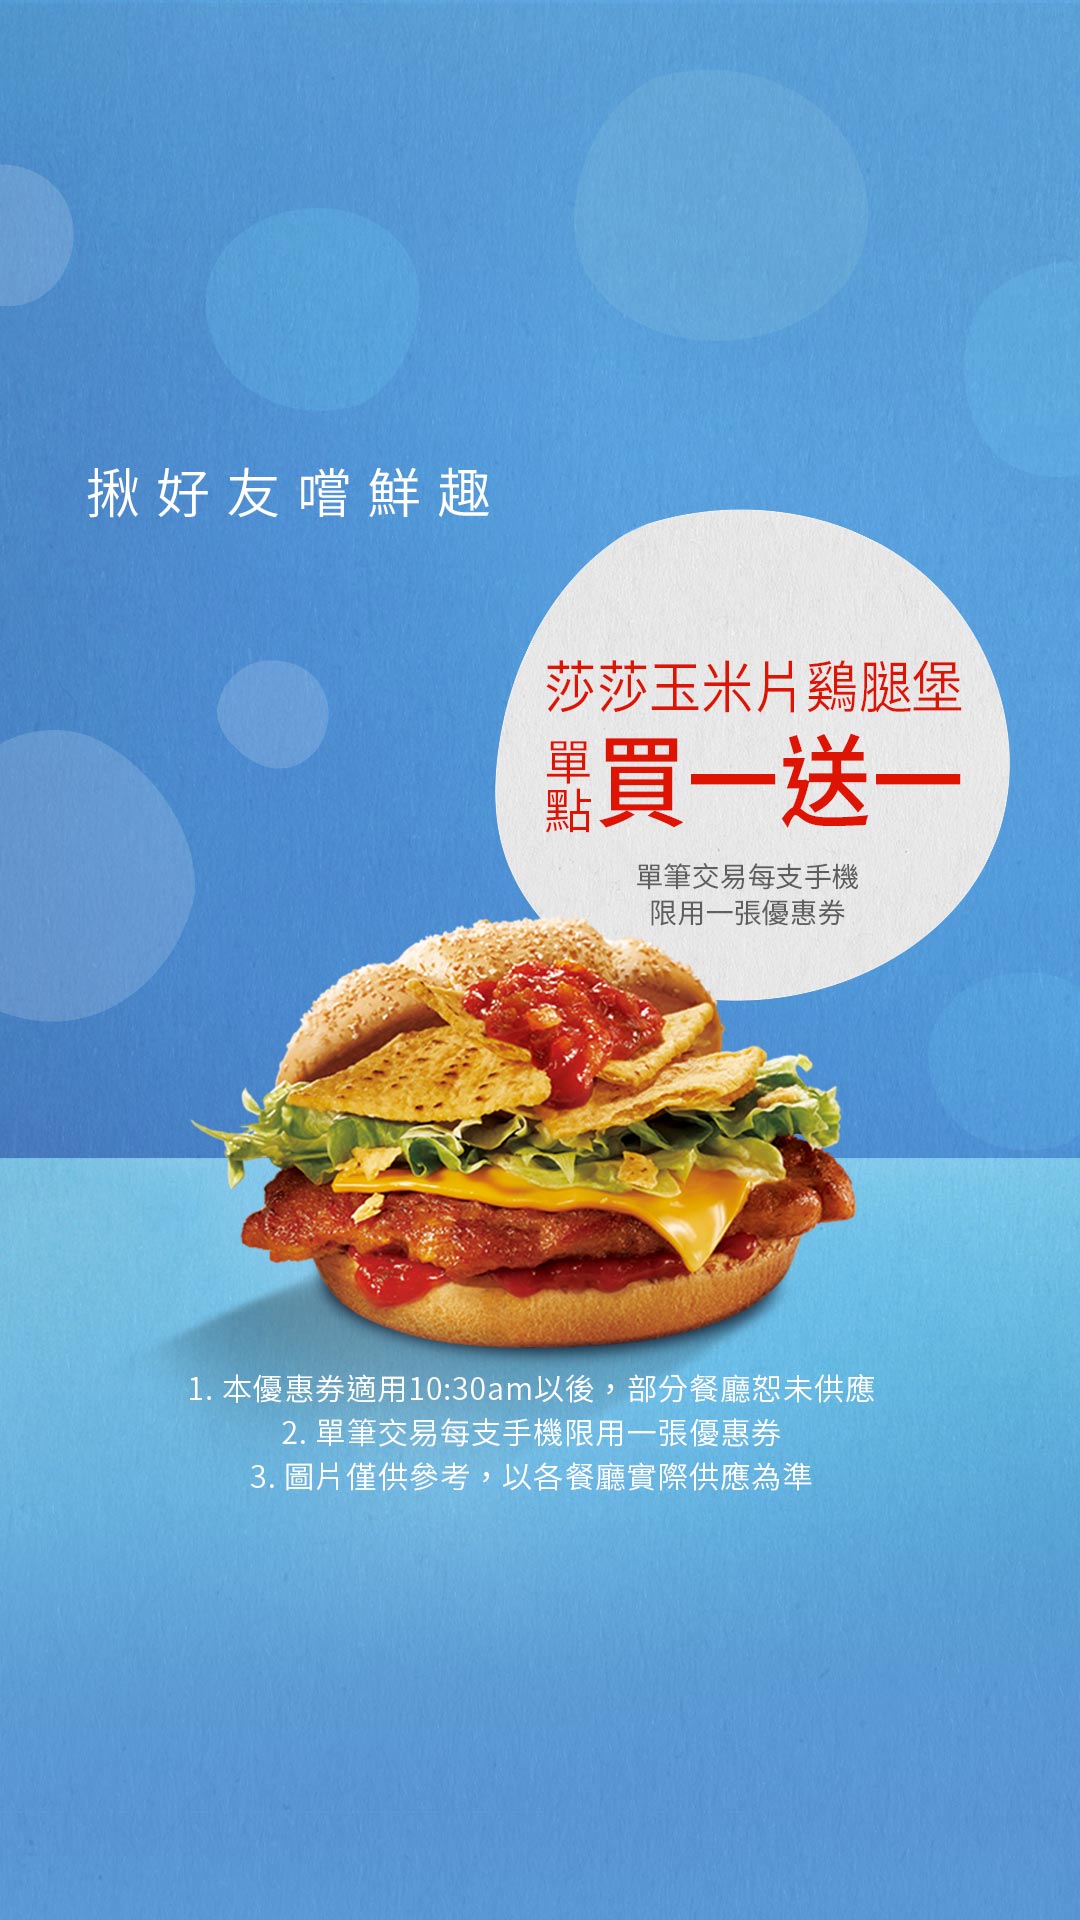 揪好友嚐鮮趣
莎莎玉米片鷄腿堡
單點買一送一
單筆交易每支手機
限用一張優惠券
1. 本優惠券適用10:30am以後，部分餐廳恕未供應
2. 單筆交易每支手機限用一張優惠券
3. 圖片僅供參考，以各餐廳實際供應為準